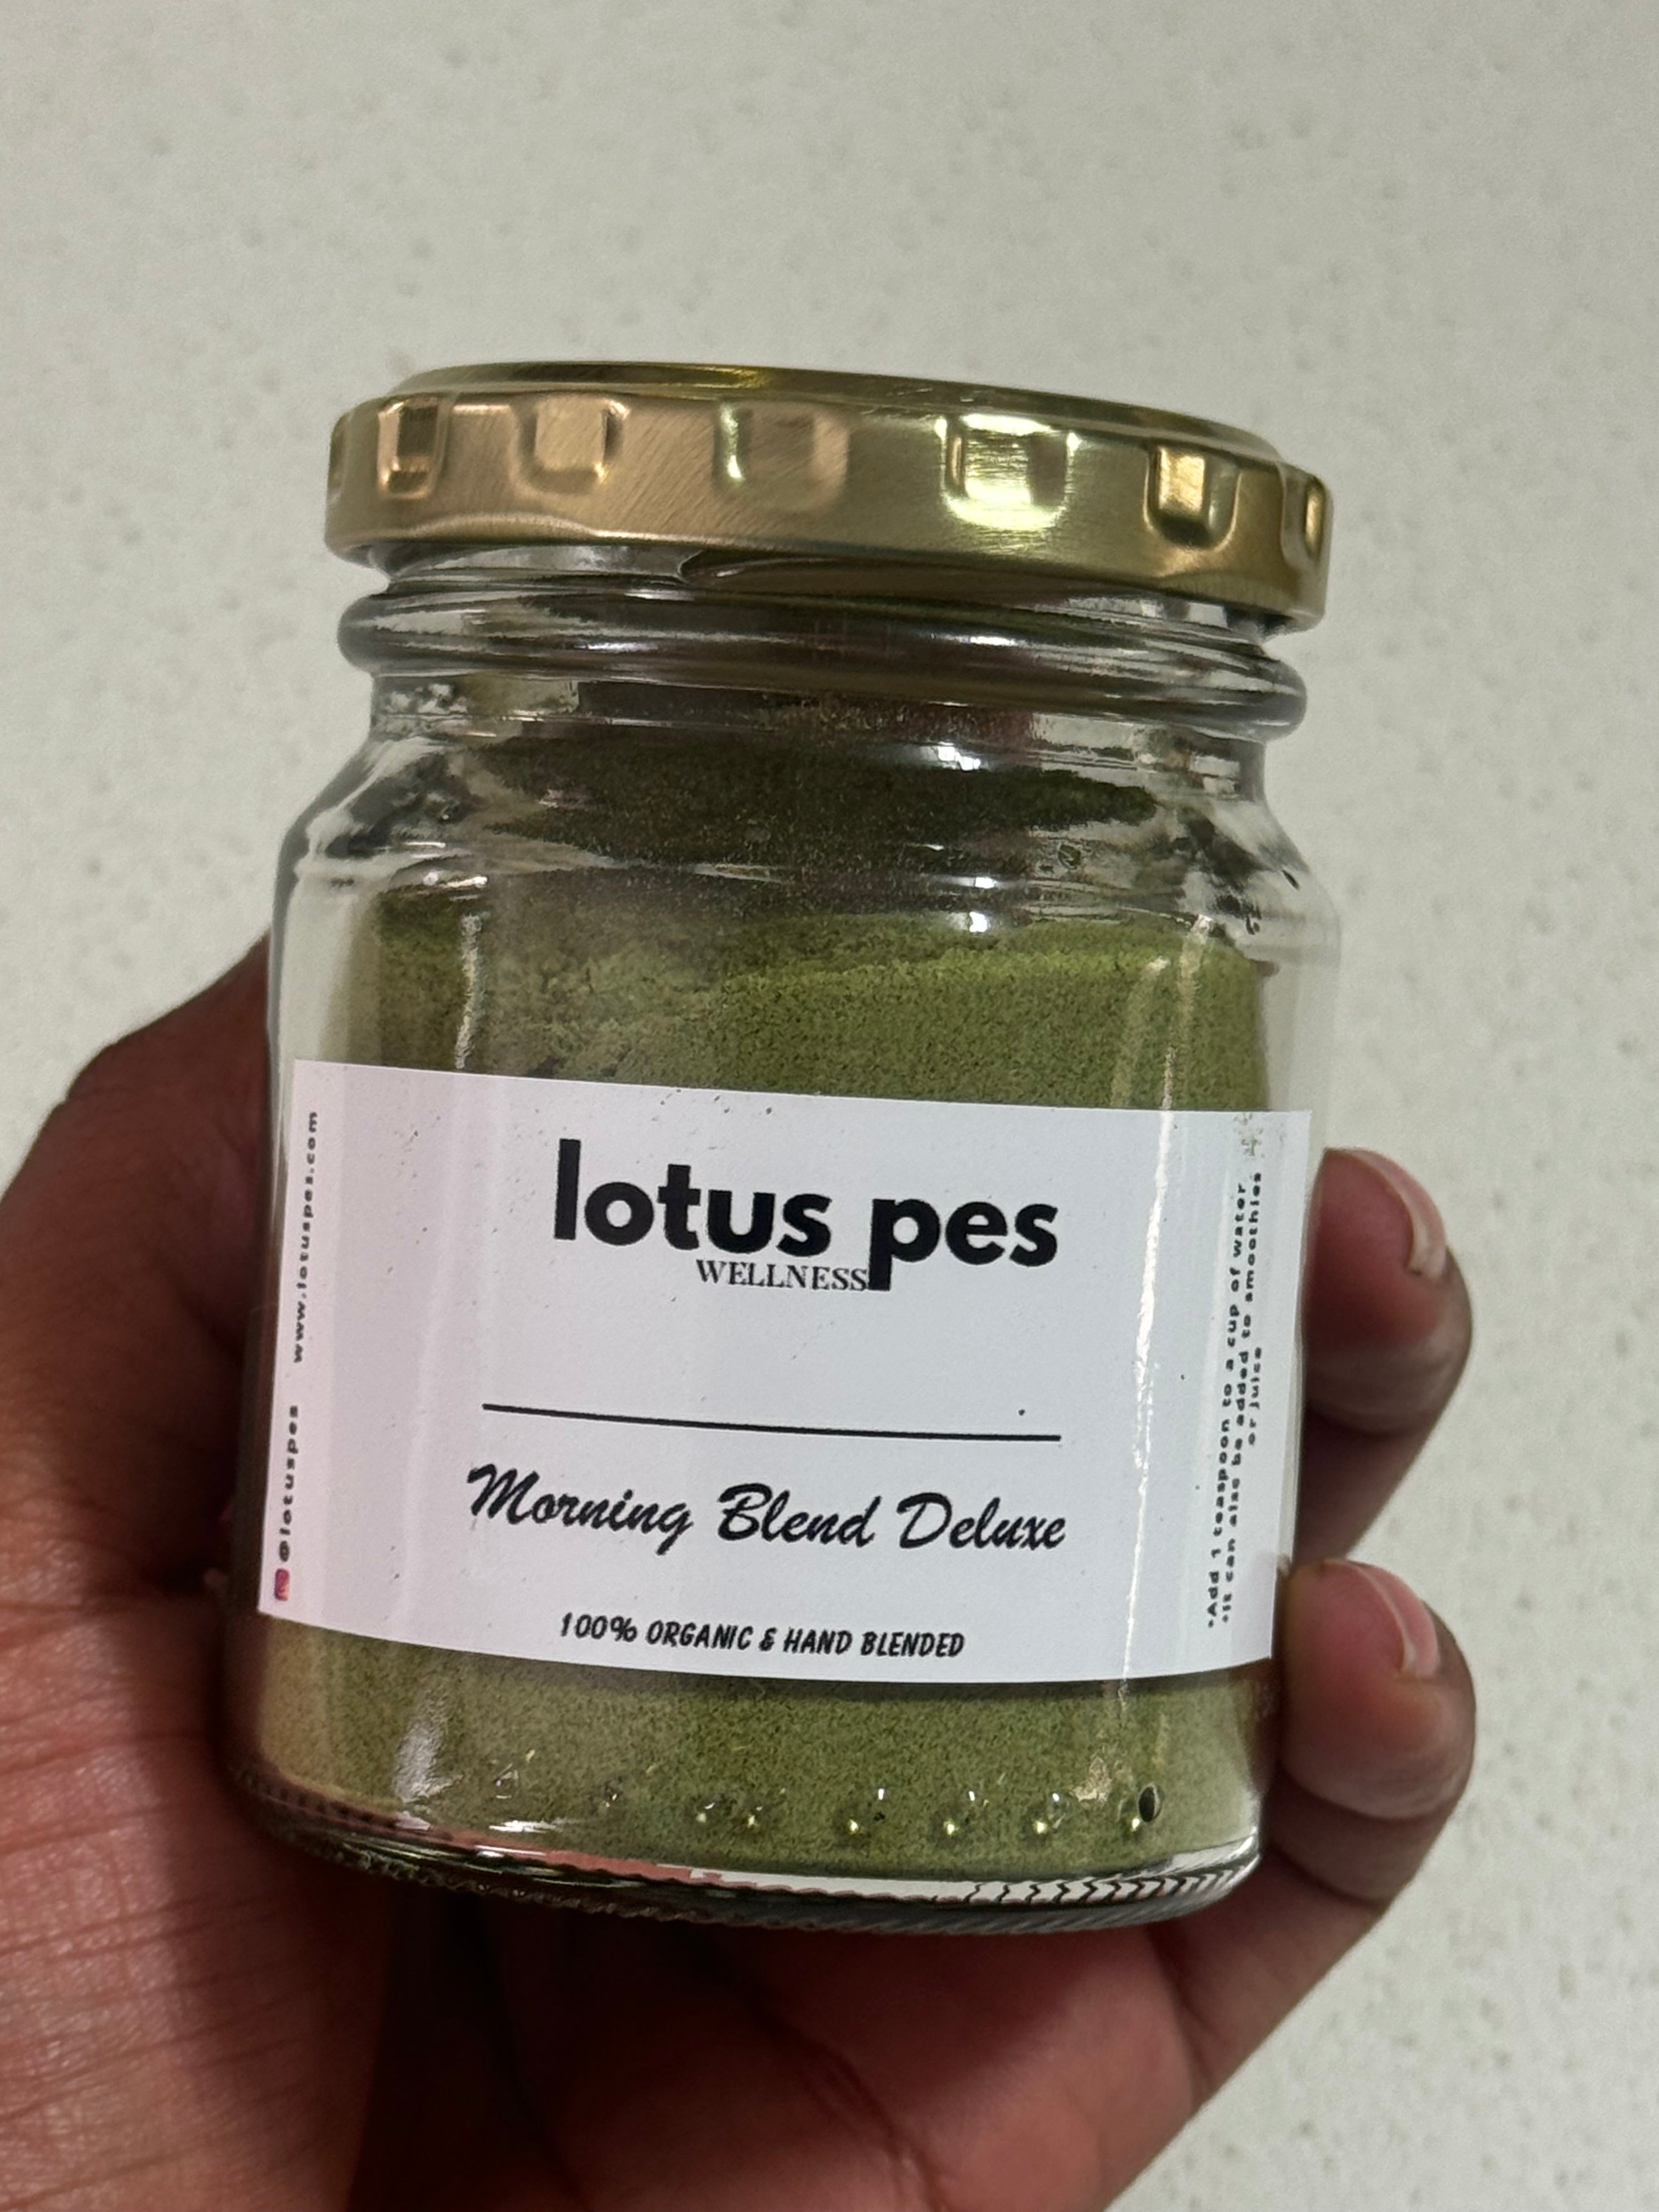 lotus pes
WELLNESS
Morning Blend Deluxe
100% ORGANIC & HAND BLENDED
@lotuspes www.lotuspes.com
*Add 1 teaspoon to a cup of water
*It can also be added to smoothies
or juice